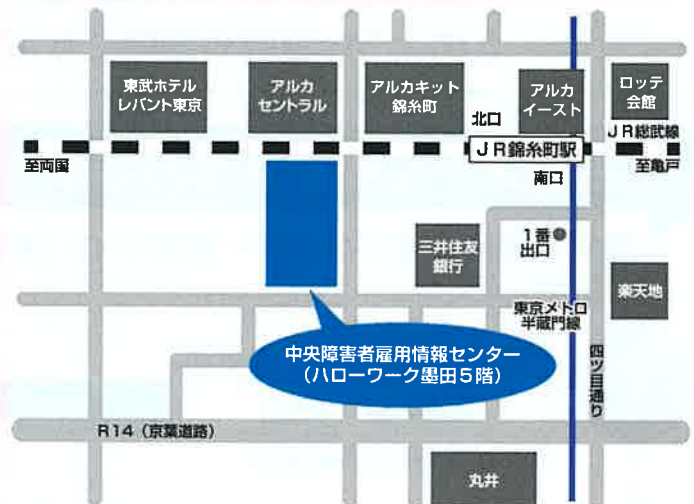 東武ホテル
レバント東京
アルカ
セントラル
アルカキット
錦糸町
アルカ
イースト
ロッテ
会館
北口
JR総武線
至両国
JR錦糸町駅
至亀戸
南口
三井住友
銀行
1番
出口
楽天地
東京メトロ
半蔵門線
中央障害者雇用情報センター
（ハローワーク墨田5階）
四ツ目通り
R14（京葉道路）
丸井